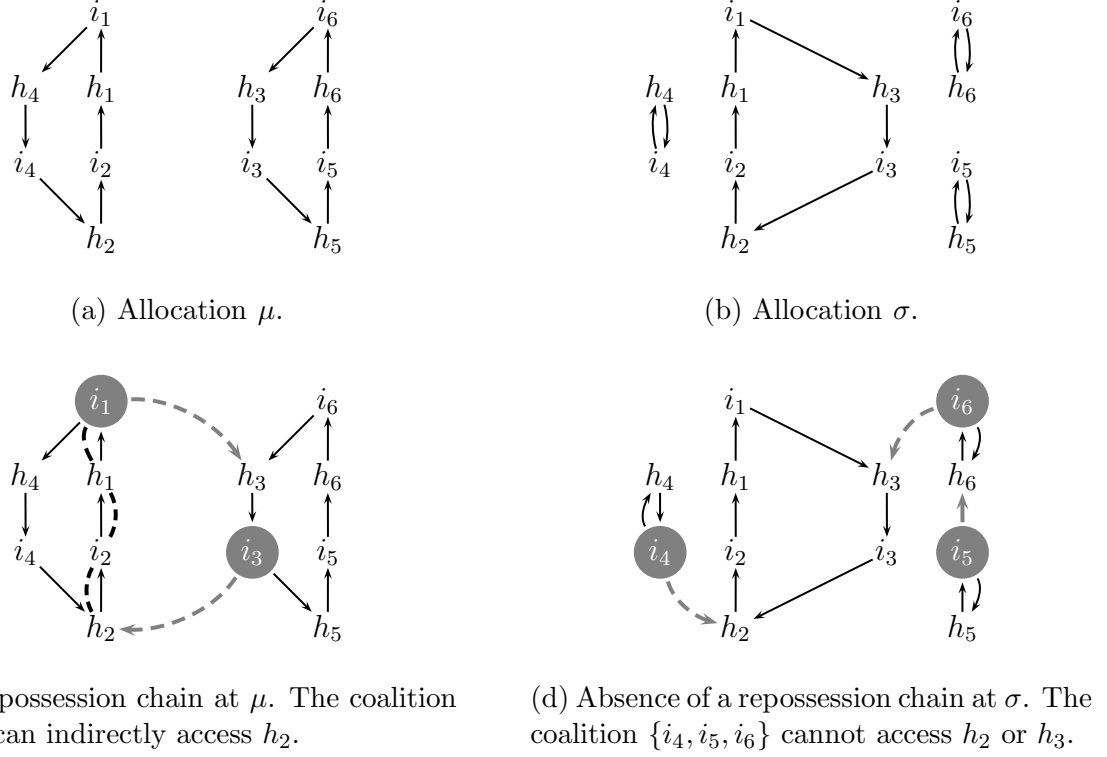 i₁ i₆ i₁ i₆
h₄ h₁ h₃ h₆ h₄ h₁ h₃ h₆
i₄ i₂ i₃ i₅ i₄ i₂ i₃ i₅
h₂ h₅ h₂ h₅
(a) Allocation μ.
(b) Allocation σ.
i₁ i₆ i₁ i₆
h₄ h₁ h₃ h₆ h₄ h₁ h₃ h₆
i₄ i₂ i₃ i₅ i₄ i₂ i₃ i₅
h₂ h₅ h₂ h₅
possession chain at μ. The coalition
can indirectly access h₂.
(d) Absence of a repossession chain at σ. The
coalition {i₄, i₅, i₆} cannot access h₂ or h₃.